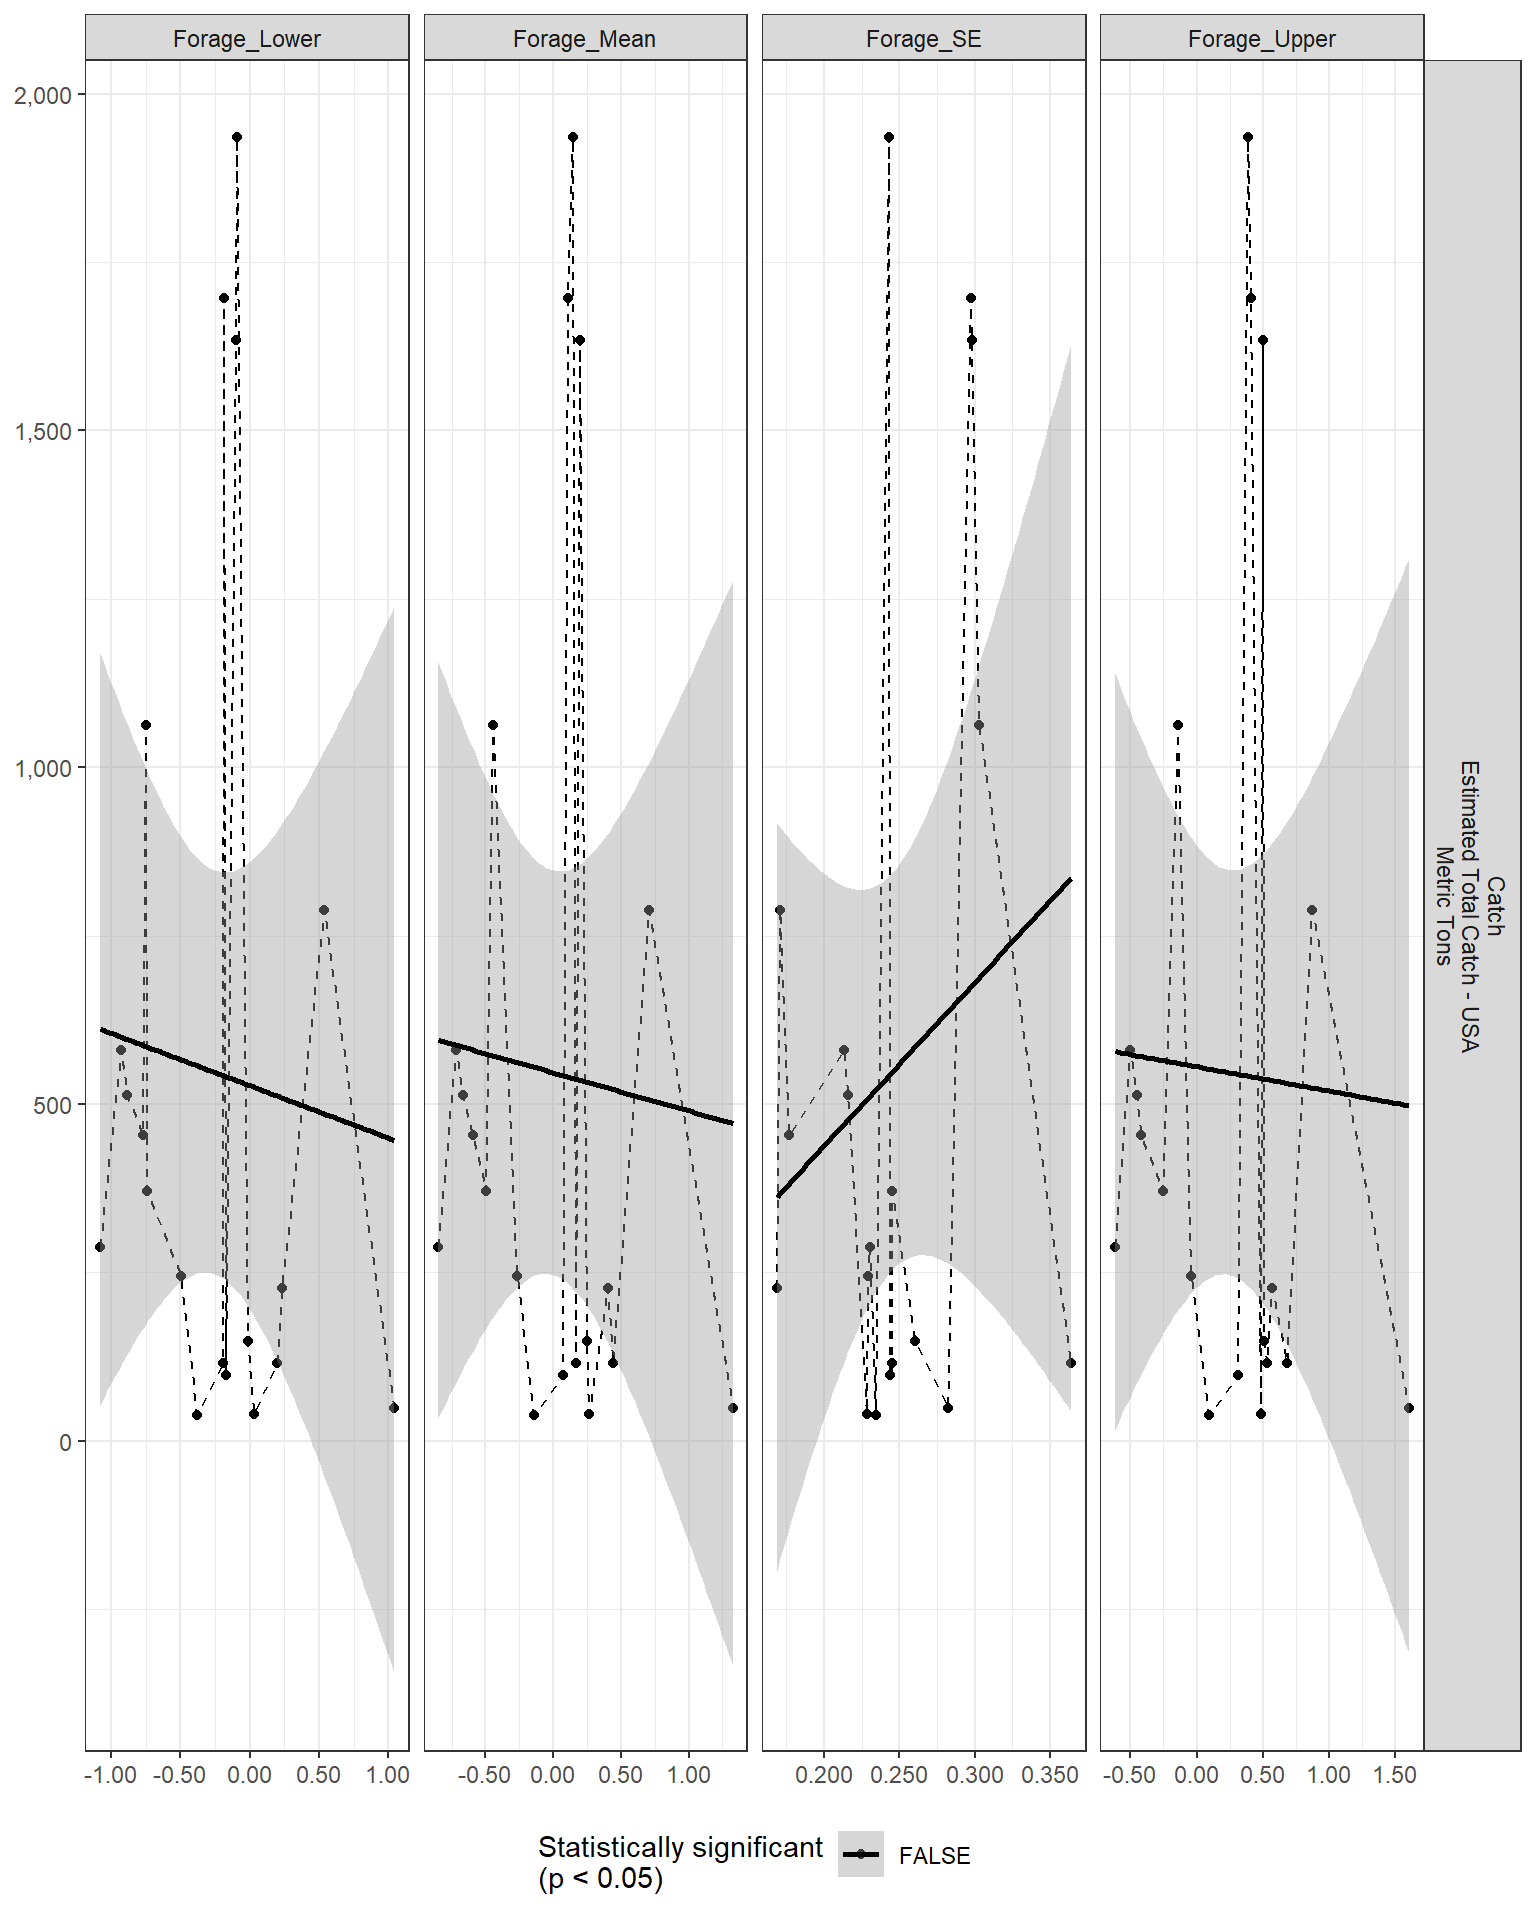 Forage_Lower
Forage_Mean
Forage_SE
Forage_Upper
2,000
1,500
1,000
500
0
Catch
Estimated Total Catch - USA
Metric Tons
-1.00 -0.50 0.00 0.50 1.00
-0.50 0.00 0.50 1.00
0.200 0.250 0.300 0.350
-0.50 0.00 0.50 1.00 1.50
Statistically significant
(p < 0.05)
FALSE